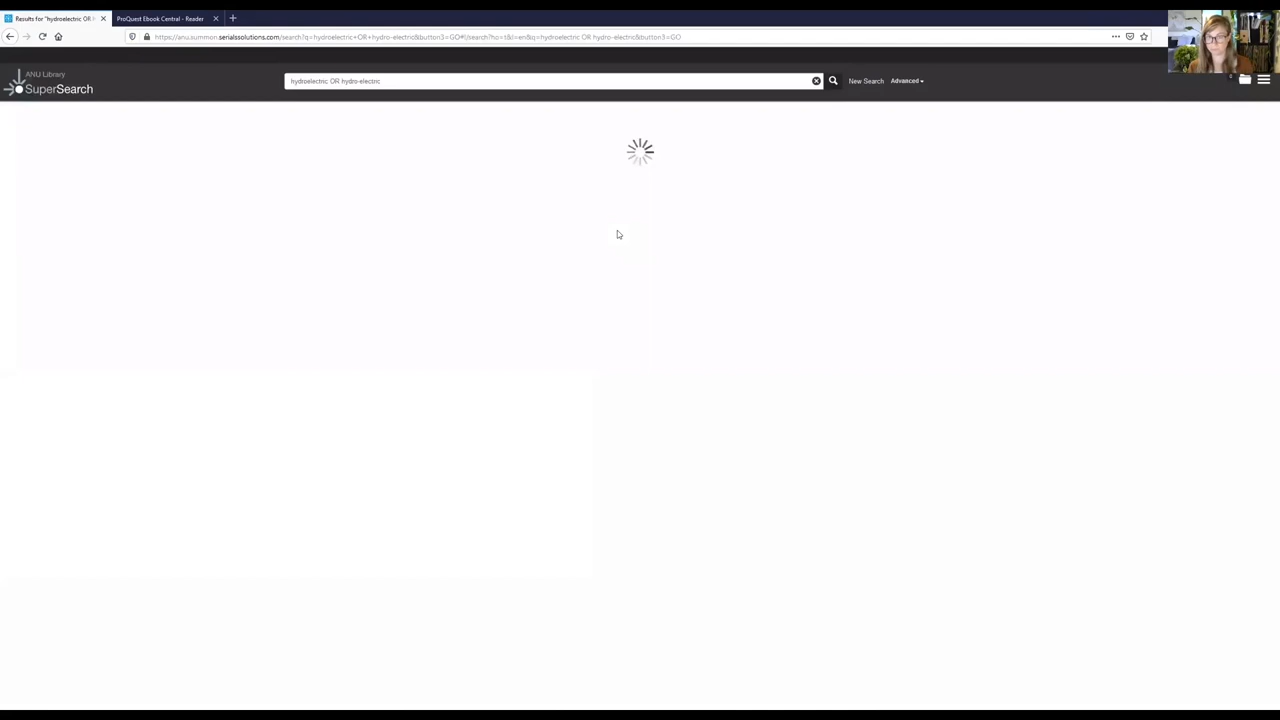 Results for "hydroelectric OR h
ProQuest Ebook Central - Reader
https://anu.summon.serialssolutions.com/search?q=hydroelectric+OR+hydro-electric&button3=GO#!/search?ho=t&l=en&q=hydroelectric OR hydro-electric&button3=GO
ANU Library
SuperSearch
hydroelectric OR hydro-electric
New Search
Advanced